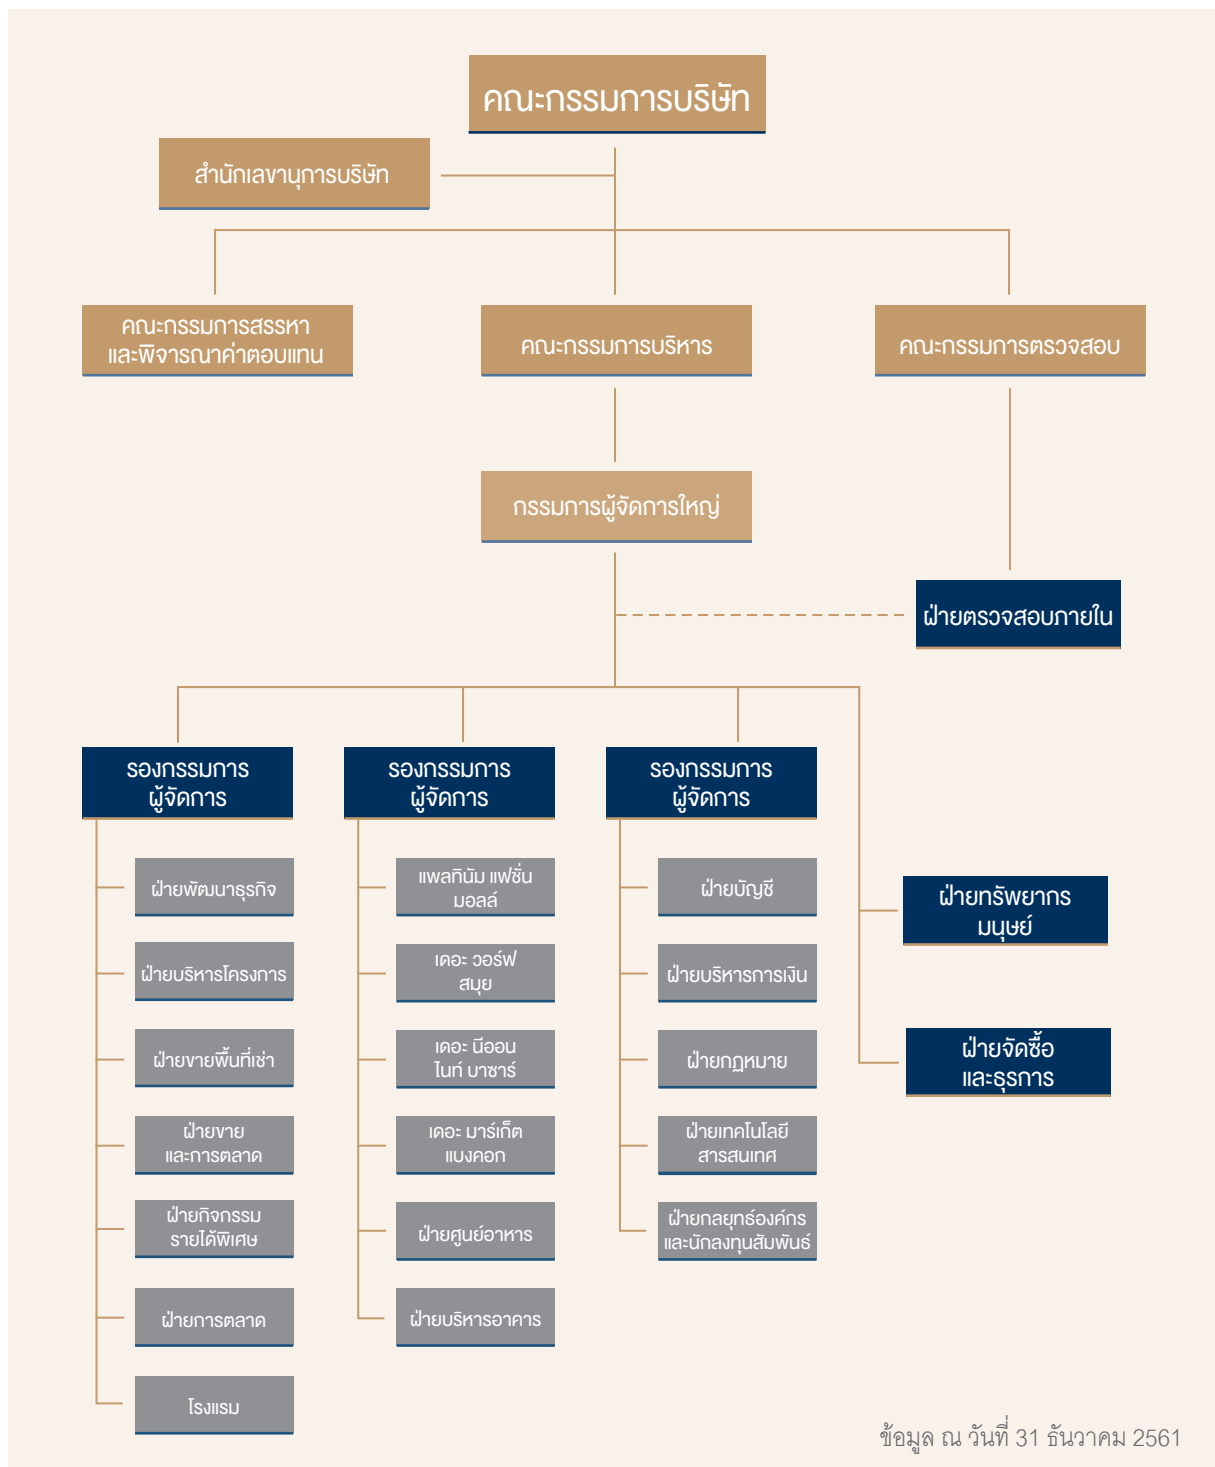 คณะกรรมการบริษัท
สำนักเลขานุการบริษัท
คณะกรรมการสรรหา
และพิจารณาค่าตอบแทน
คณะกรรมการบริหาร
คณะกรรมการตรวจสอบ
กรรมการผู้จัดการใหญ่
ฝ่ายตรวจสอบภายใน
รองกรรมการ
ผู้จัดการ
ฝ่ายพัฒนาธุรกิจ
ฝ่ายบริหารโครงการ
ฝ่ายขายพื้นที่เช่า
ฝ่ายขาย
และการตลาด
ฝ่ายกิจกรรม
รายได้พิเศษ
ฝ่ายการตลาด
โรงแรม
รองกรรมการ
ผู้จัดการ
แพลทินัม แฟชั่น
มอลล์
เดอะ วอร์ฟ
สมุย
เดอะ นีออน
ไนท์ บาซาร์
เดอะ มาร์เก็ต
แบงคอก
ฝ่ายศูนย์อาหาร
ฝ่ายบริหารอาคาร
รองกรรมการ
ผู้จัดการ
ฝ่ายบัญชี
ฝ่ายบริหารการเงิน
ฝ่ายกฎหมาย
ฝ่ายเทคโนโลยี
สารสนเทศ
ฝ่ายกลยุทธ์องค์กร
และนักลงทุนสัมพันธ์
ฝ่ายทรัพยากร
มนุษย์
ฝ่ายจัดซื้อ
และธุรการ
ข้อมูล ณ วันที่ 31 ธันวาคม 2561